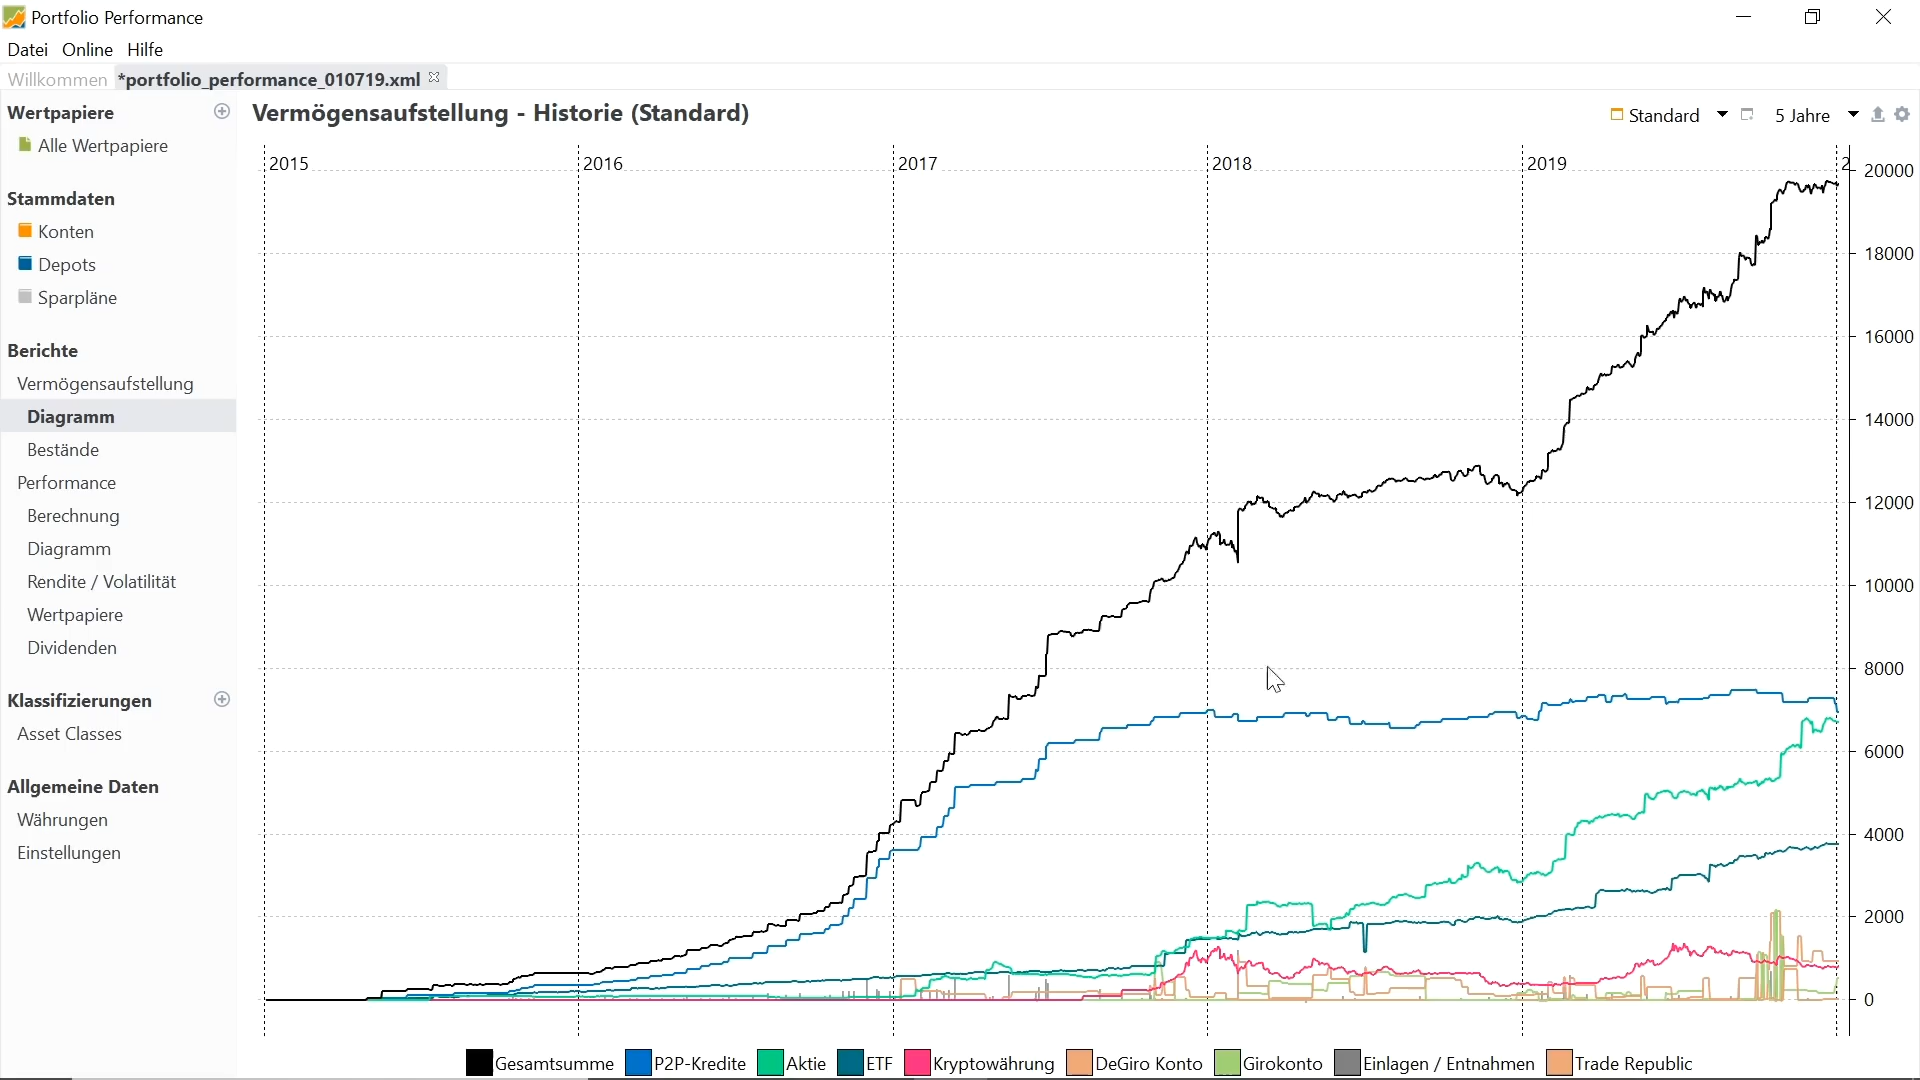 Portfolio Performance
Datei Online Hilfe
Willkommen *portfolio_performance_010719.xml
Wertpapiere
Alle Wertpapiere
Stammdaten
Konten
Depots
Sparpläne
Berichte
Vermögensaufstellung
Diagramm
Bestände
Performance
Berechnung
Diagramm
Rendite / Volatilität
Wertpapiere
Dividenden
Klassifizierungen
Asset Classes
Allgemeine Daten
Währungen
Einstellungen
Vermögensaufstellung - Historie (Standard)
Standard 5 Jahre
2015 2016 2017 2018 2019 2
20000
18000
16000
14000
12000
10000
8000
6000
4000
2000
0
Gesamtsumme P2P-Kredite Aktie ETF Kryptowährung DeGiro Konto Girokonto Einlagen / Entnahmen Trade Republic